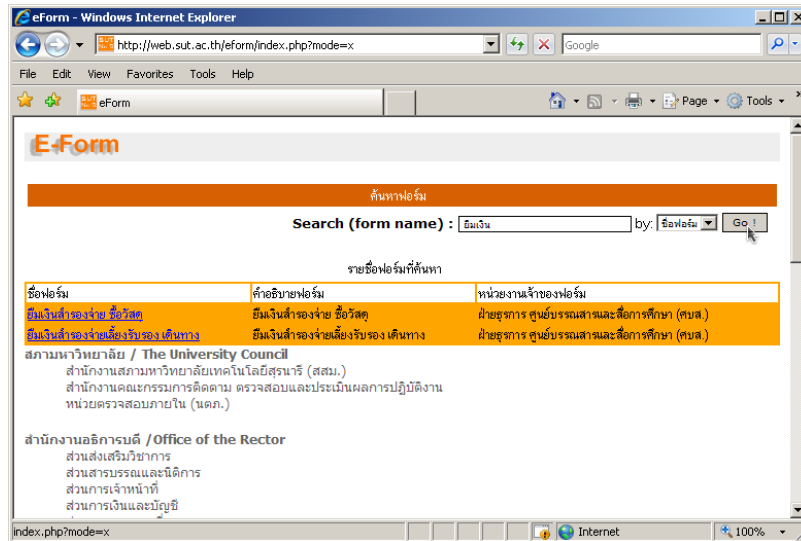 eForm - Windows Internet Explorer
http://web.sut.ac.th/eform/index.php?mode=x
Google
File Edit View Favorites Tools Help
eForm
Page Tools
E-Form
ค้นหาฟอร์ม
Search (form name) : ยืมเงิน by: ชื่อฟอร์ม Go !
รายชื่อฟอร์มที่ค้นหา
ชื่อฟอร์ม คำอธิบายฟอร์ม หน่วยงานเจ้าของฟอร์ม
ยืมเงินสำรองจ่าย ซื้อวัสดุ ยืมเงินสำรองจ่าย ซื้อวัสดุ ฝ่ายธุรการ ศูนย์บรรณสารและสื่อการศึกษา (ศบส.)
ยืมเงินสำรองจ่ายเลี้ยงรับรอง เดินทาง ยืมเงินสำรองจ่ายเลี้ยงรับรอง เดินทาง ฝ่ายธุรการ ศูนย์บรรณสารและสื่อการศึกษา (ศบส.)
สภามหาวิทยาลัย / The University Council
สำนักงานสภามหาวิทยาลัยเทคโนโลยีสุรนารี (สสม.)
สำนักงานคณะกรรมการติดตาม ตรวจสอบและประเมินผลการปฏิบัติงาน
หน่วยตรวจสอบภายใน (นตภ.)
สำนักงานอธิการบดี /Office of the Rector
ส่วนส่งเสริมวิชาการ
ส่วนสารบรรณและนิติการ
ส่วนการเจ้าหน้าที่
ส่วนการเงินและบัญชี
index.php?mode=x Internet 100%